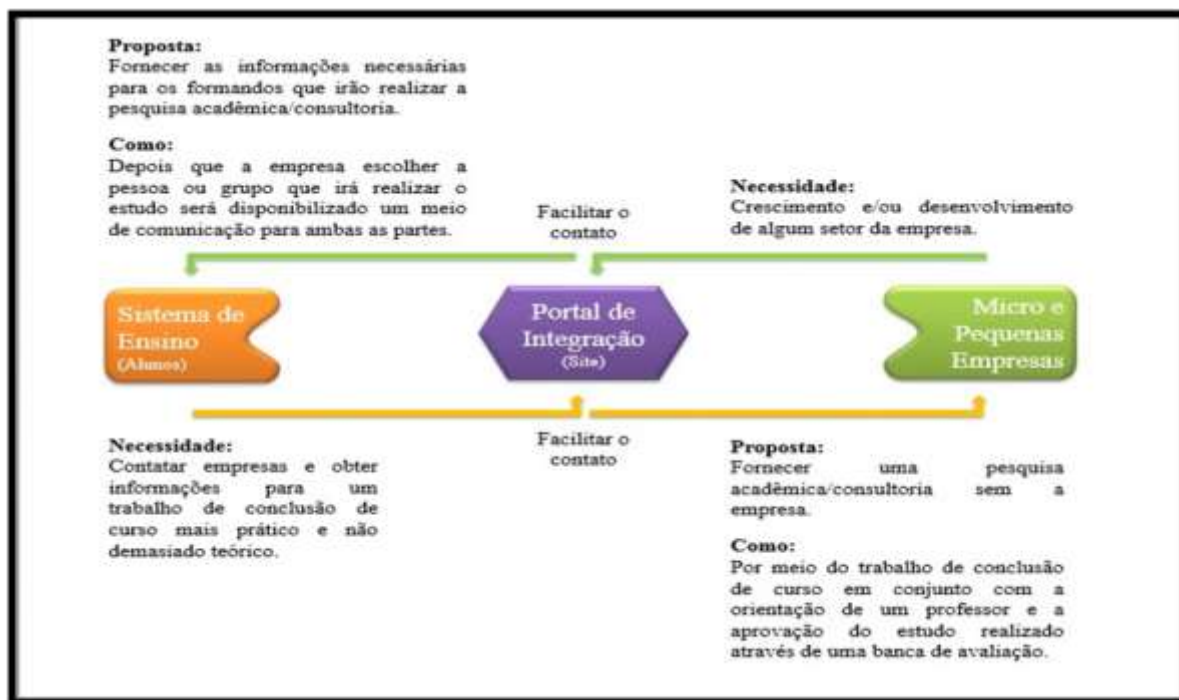 Proposta:
Fornecer as informações necessárias
para os formandos que irão realizar a
pesquisa acadêmica/consultoria.
Como:
Depois que a empresa escolher a
pessoa ou grupo que irá realizar o
estudo será disponibilizado um meio
de comunicação para ambas as partes.
Facilitar o
contato
Necessidade:
Crescimento e/ou desenvolvimento
de algum setor da empresa.
Sistema de
Ensino
(Alunos)
Portal de
Integração
(Site)
Micro e
Pequenas
Empresas
Necessidade:
Contatar empresas e obter
informações para um
trabalho de conclusão de
curso mais prático e não
demasiado teórico.
Facilitar o
contato
Proposta:
Fornecer uma pesquisa
acadêmica/consultoria sem a
empresa.
Como:
Por meio do trabalho de conclusão
de curso em conjunto com a
orientação de um professor e a
aprovação do estudo realizado
através de uma banca de avaliação.